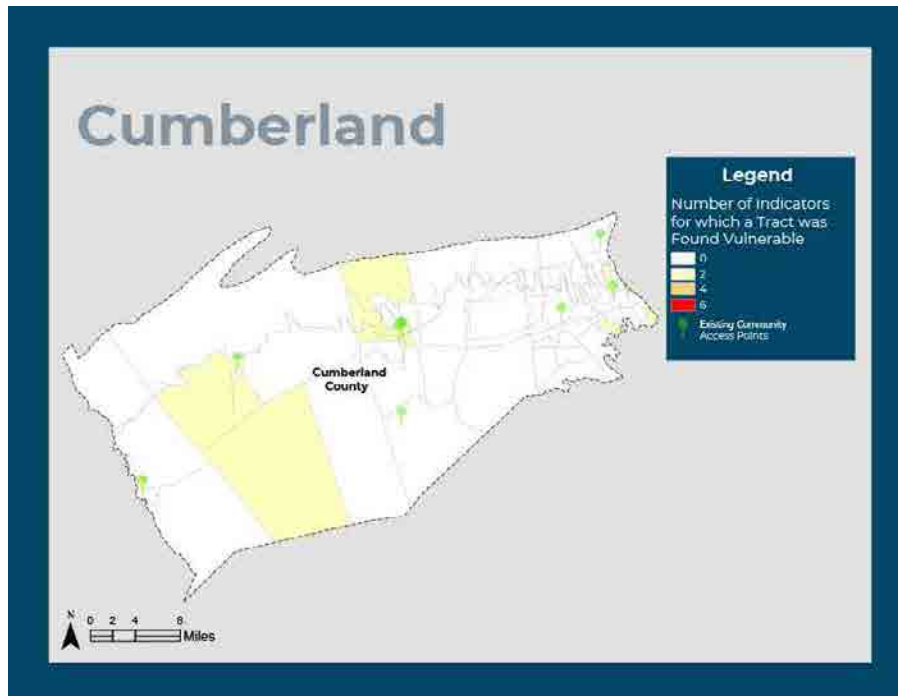 Cumberland
Legend
Number of Indicators
for which a Tract was
Found Vulnerable
0
2
4
6
Existing Community
Access Points
Cumberland
County
N
0 2 4 8
Miles